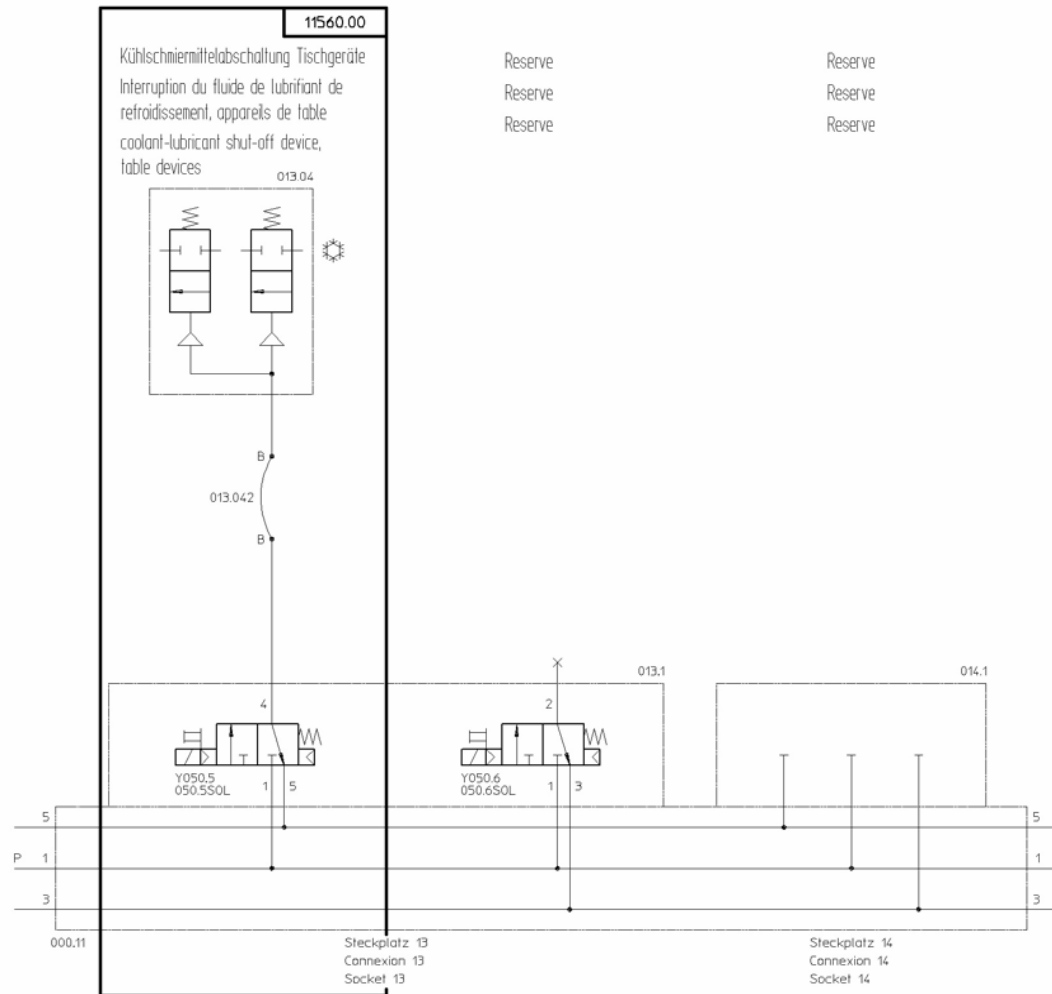 11560.00
Kühlschmiermittelabschaltung Tischgeräte
Interruption du fluide de lubrifiant de
refroidissement, appareils de table
coolant-lubricant shut-off device,
table devices
Reserve
Reserve
Reserve
Reserve
Reserve
Reserve
013.04
B
013.042
B
013.1
014.1
4
2
Y050.5
050.5SOL
1 5
Y050.6
050.6SOL
1 3
5 5
P 1 1
3 3
000.11
Steckplatz 13
Connexion 13
Socket 13
Steckplatz 14
Connexion 14
Socket 14